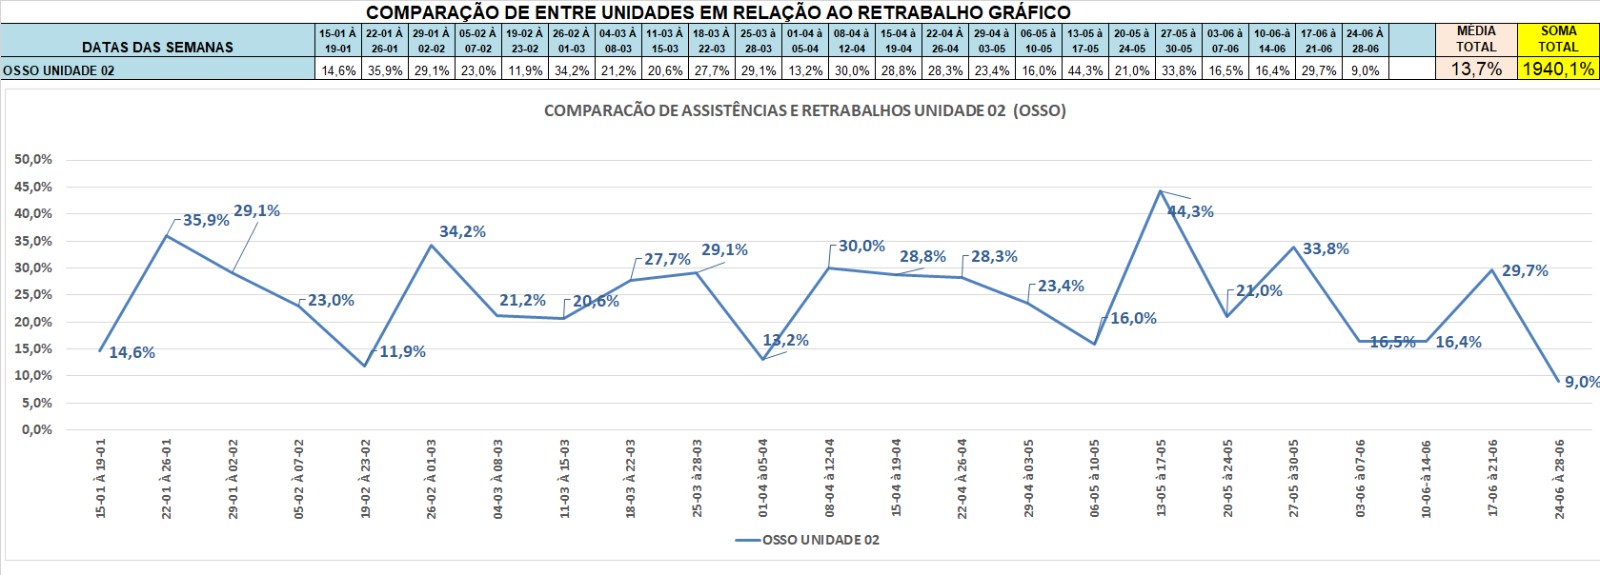 COMPARAÇÃO DE ENTRE UNIDADES EM RELAÇÃO AO RETRABALHO GRÁFICO
DATAS DAS SEMANAS 15-01 À 19-01 22-01 À 26-01 29-01 À 02-02 05-02 À 07-02 19-02 À 23-02 26-02 À 01-03 04-03 À 08-03 11-03 À 15-03 18-03 À 22-03 25-03 à 28-03 01-04 à 05-04 08-04 à 12-04 15-04 à 19-04 22-04 À 26-04 29-04 à 03-05 06-05 à 10-05 13-05 à 17-05 20-05 à 24-05 27-05 à 30-05 03-06 à 07-06 10-06-à 14-06 17-06 à 21-06 24-06 À 28-06 MÉDIA TOTAL SOMA TOTAL
OSSO UNIDADE 02 14,6% 35,9% 29,1% 23,0% 11,9% 34,2% 21,2% 20,6% 27,7% 29,1% 13,2% 30,0% 28,8% 28,3% 23,4% 16,0% 44,3% 21,0% 33,8% 16,5% 16,4% 29,7% 9,0% 13,7% 1940,1%
COMPARACÃO DE ASSISTÊNCIAS E RETRABALHOS UNIDADE 02 (OSSO)
50,0%
45,0%
40,0%
35,0%
30,0%
25,0%
20,0%
15,0%
10,0%
5,0%
0,0%
14,6%
35,9%
29,1%
23,0%
11,9%
34,2%
21,2%
20,6%
27,7%
29,1%
13,2%
30,0%
28,8%
28,3%
23,4%
16,0%
44,3%
21,0%
33,8%
16,5%
16,4%
29,7%
9,0%
15-01 À 19-01
22-01 À 26-01
29-01 À 02-02
05-02 À 07-02
19-02 À 23-02
26-02 À 01-03
04-03 À 08-03
11-03 À 15-03
18-03 À 22-03
25-03 à 28-03
01-04 à 05-04
08-04 à 12-04
15-04 à 19-04
22-04 À 26-04
29-04 à 03-05
06-05 à 10-05
13-05 à 17-05
20-05 à 24-05
27-05 à 30-05
03-06 à 07-06
10-06-à 14-06
17-06 à 21-06
24-06 À 28-06
OSSO UNIDADE 02